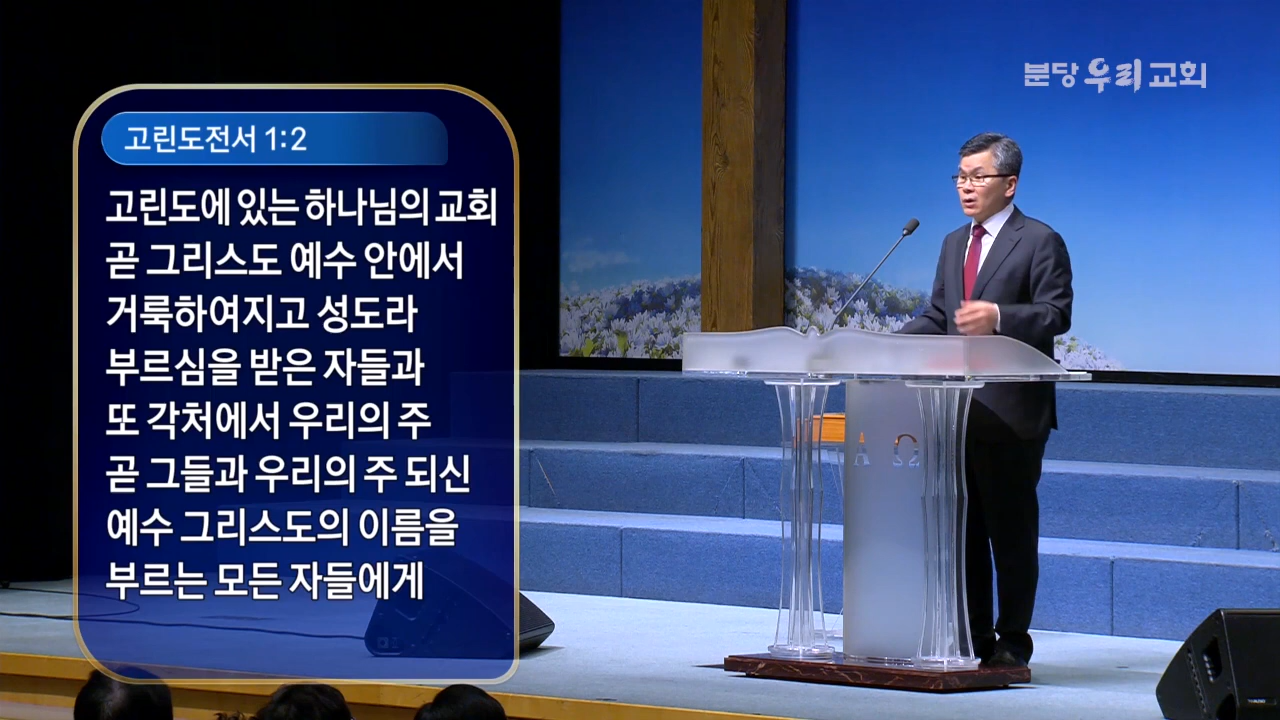 분당 우리 교회
고린도전서 1:2
고린도에 있는 하나님의 교회
곧 그리스도 예수 안에서
거룩하여지고 성도라
부르심을 받은 자들과
또 각처에서 우리의 주
곧 그들과 우리의 주 되신
예수 그리스도의 이름을
부르는 모든 자들에게
Α Ω